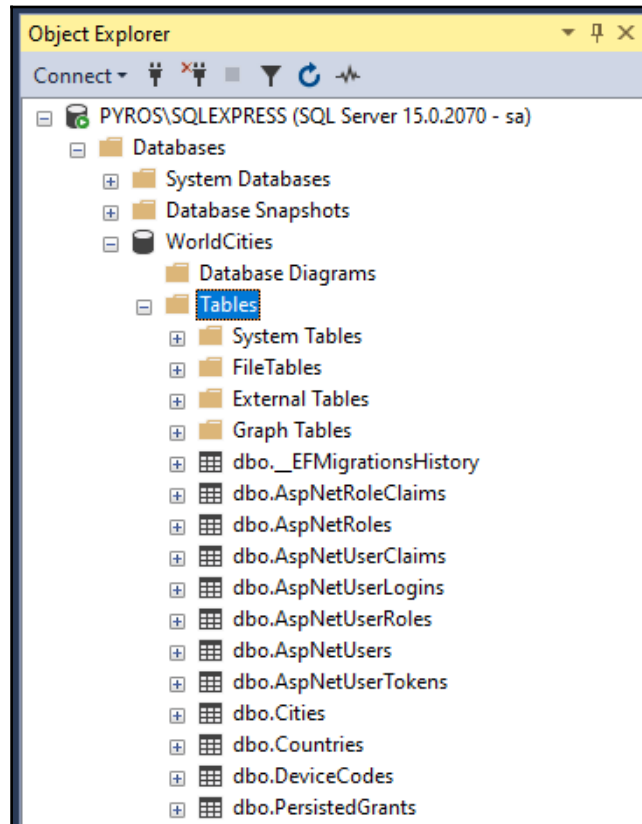 Object Explorer
Connect
PYROS\SQLEXPRESS (SQL Server 15.0.2070 - sa)
Databases
System Databases
Database Snapshots
WorldCities
Database Diagrams
Tables
System Tables
FileTables
External Tables
Graph Tables
dbo.__EFMigrationsHistory
dbo.AspNetRoleClaims
dbo.AspNetRoles
dbo.AspNetUserClaims
dbo.AspNetUserLogins
dbo.AspNetUserRoles
dbo.AspNetUsers
dbo.AspNetUserTokens
dbo.Cities
dbo.Countries
dbo.DeviceCodes
dbo.PersistedGrants